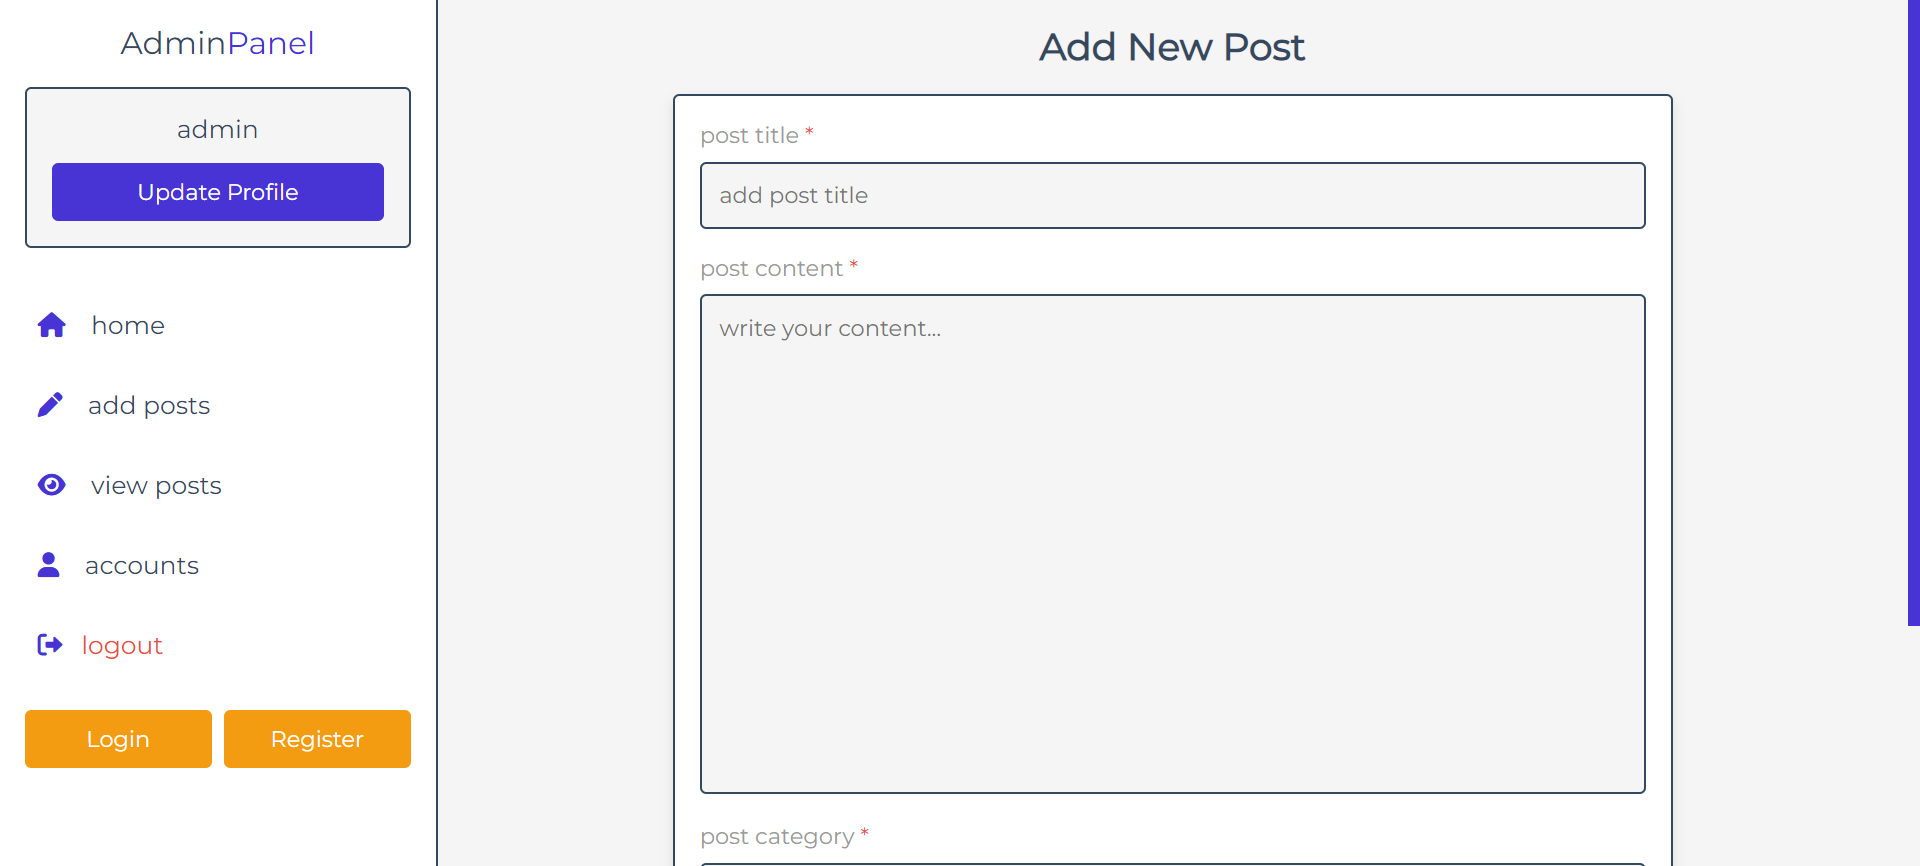 AdminPanel
admin
Update Profile
home
add posts
view posts
accounts
logout
Login
Register
Add New Post
post title *
add post title
post content *
write your content...
post category *